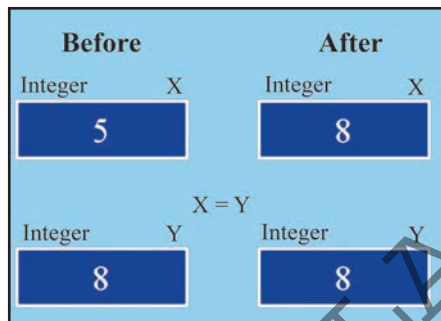 Before After
Integer X Integer X
5 8
X = Y
Integer Y Integer Y
8 8